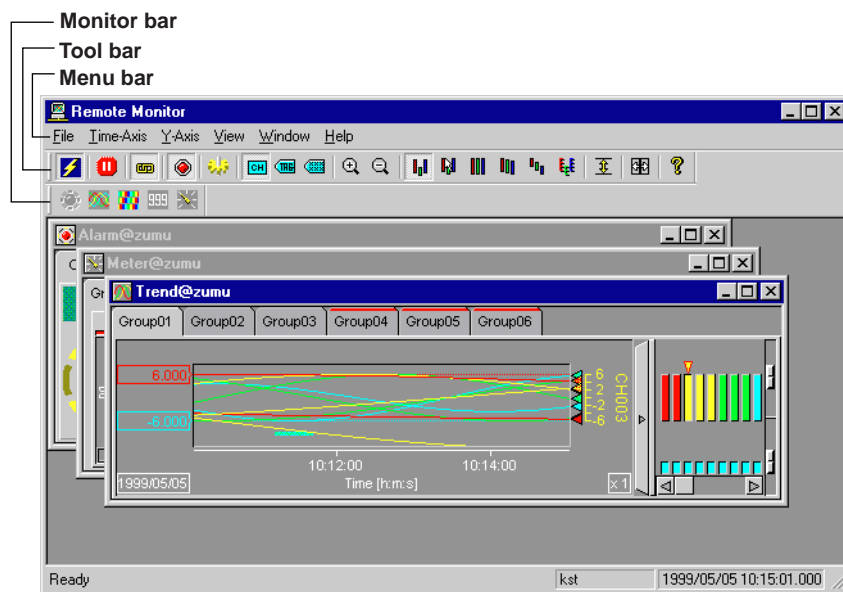 Monitor bar
Tool bar
Menu bar
Remote Monitor
File Time-Axis Y-Axis View Window Help
CH TAG
999
Alarm@zumu
Meter@zumu
Gr
Trend@zumu
Group01 Group02 Group03 Group04 Group05 Group06
6.000
-6.000
6
2
-2
-6
CH003
10:12:00 10:14:00
1999/05/05 Time [h:m:s] x 1
Ready kst 1999/05/05 10:15:01.000